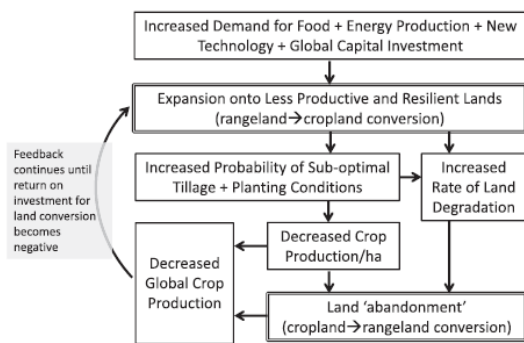 Increased Demand for Food + Energy Production + New
Technology + Global Capital Investment
Expansion onto Less Productive and Resilient Lands
(rangeland→cropland conversion)
Feedback
continues until
return on
investment for
land conversion
becomes
negative
Increased Probability of Sub-optimal
Tillage + Planting Conditions
Increased
Rate of Land
Degradation
Decreased Crop
Production/ha
Decreased
Global Crop
Production
Land ‘abandonment’
(cropland→rangeland conversion)